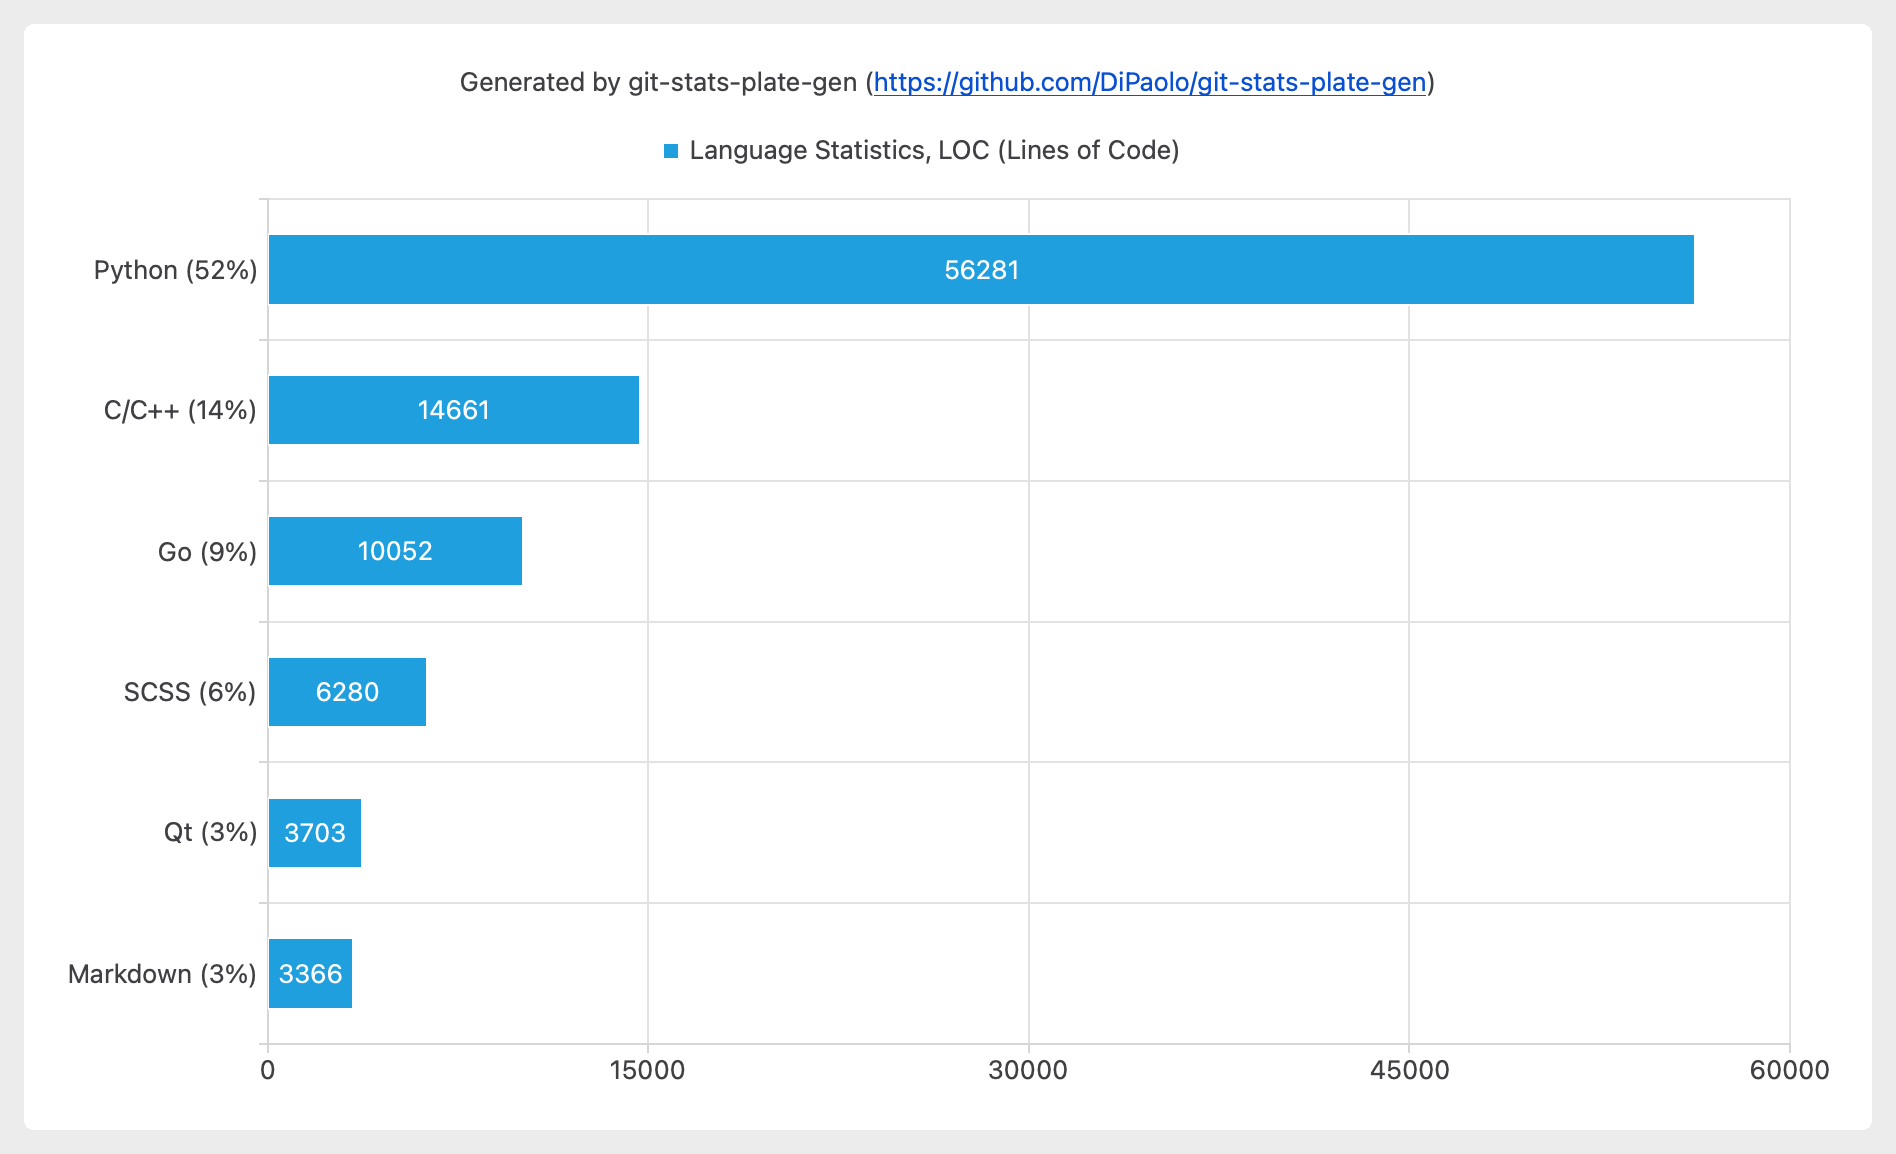 Generated by git-stats-plate-gen (https://github.com/DiPaolo/git-stats-plate-gen)
Language Statistics, LOC (Lines of Code)
Python (52%) 56281
C/C++ (14%) 14661
Go (9%) 10052
SCSS (6%) 6280
Qt (3%) 3703
Markdown (3%) 3366
0 15000 30000 45000 60000